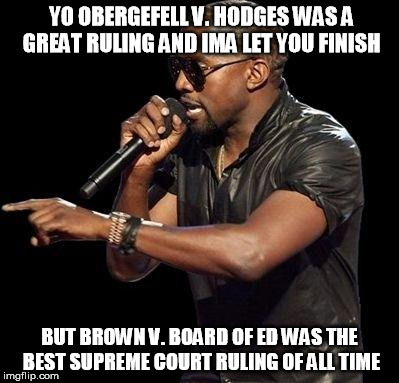 YO OBERGEFELL V. HODGES WAS A
GREAT RULING AND IMA LET YOU FINISH
BUT BROWN V. BOARD OF ED WAS THE
BEST SUPREME COURT RULING OF ALL TIME
imgflip.com